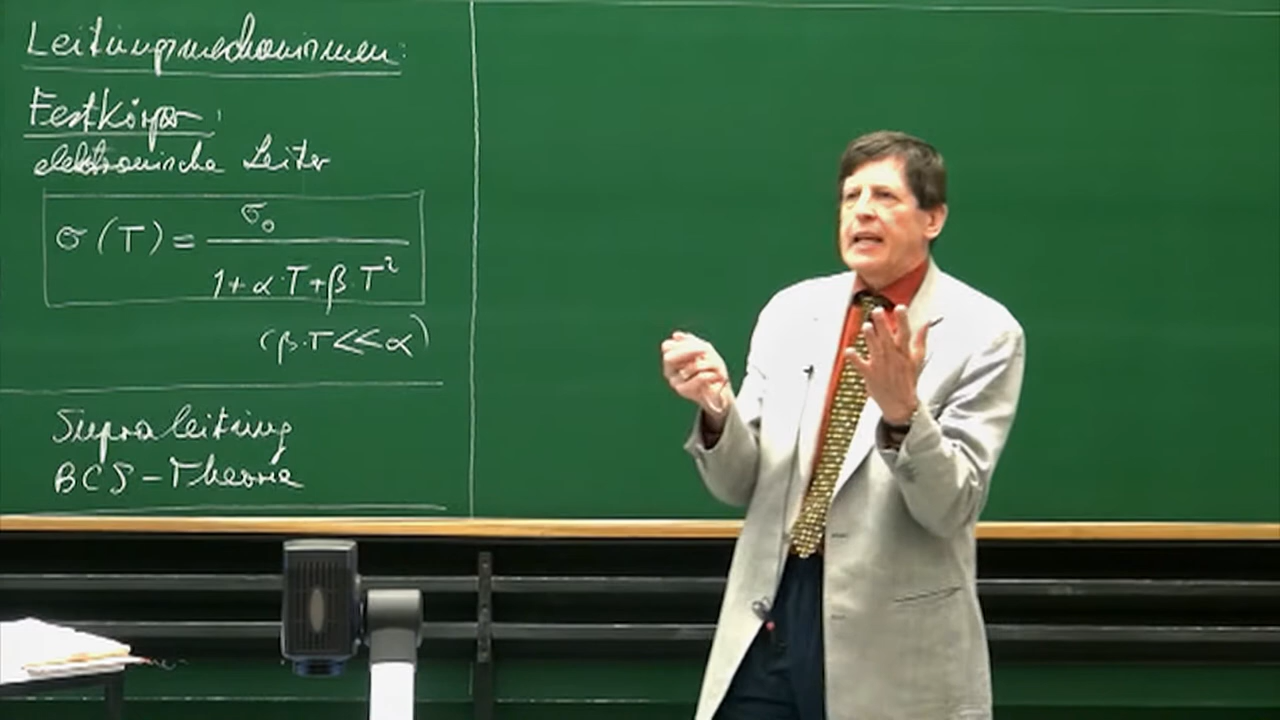 Leitungsmechanismen:
Festkörper:
elektronische Leiter
σ(T) = σ₀ / (1 + α·T + β·T²)
(β·T << α)
Supraleitung
BCS-Theorie